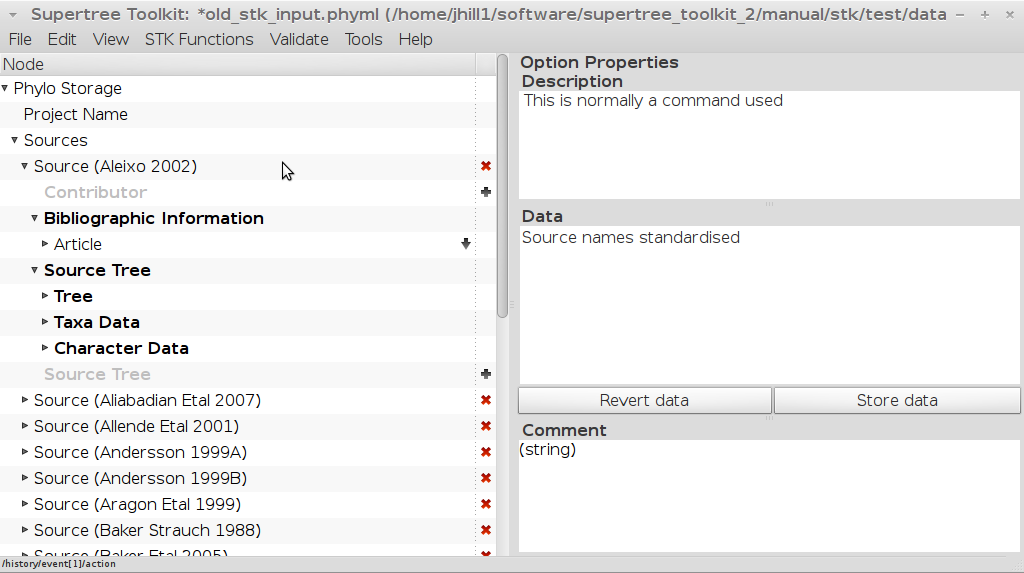 Supertree Toolkit: *old_stk_input.phyml (/home/jhill1/software/supertree_toolkit_2/manual/stk/test/data
File Edit View STK Functions Validate Tools Help
Node
Phylo Storage
Project Name
Sources
Source (Aleixo 2002)
Contributor
Bibliographic Information
Article
Source Tree
Tree
Taxa Data
Character Data
Source Tree
Source (Aliabadian Etal 2007)
Source (Allende Etal 2001)
Source (Andersson 1999A)
Source (Andersson 1999B)
Source (Aragon Etal 1999)
Source (Baker Strauch 1988)
Source (Baker Etal 2005)
Option Properties
Description
This is normally a command used
Data
Source names standardised
Revert data Store data
Comment
(string)
/history/event[1]/action